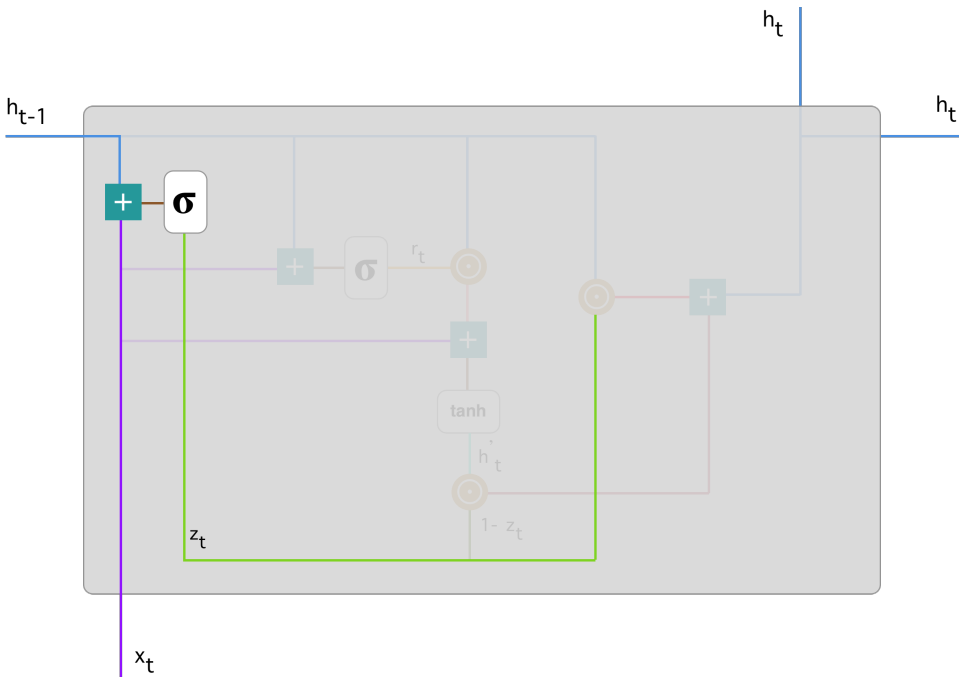 h_t
h_{t-1}
h_t
+
σ
r_t
+
σ
+
+
tanh
h'_t
1- z_t
z_t
x_t